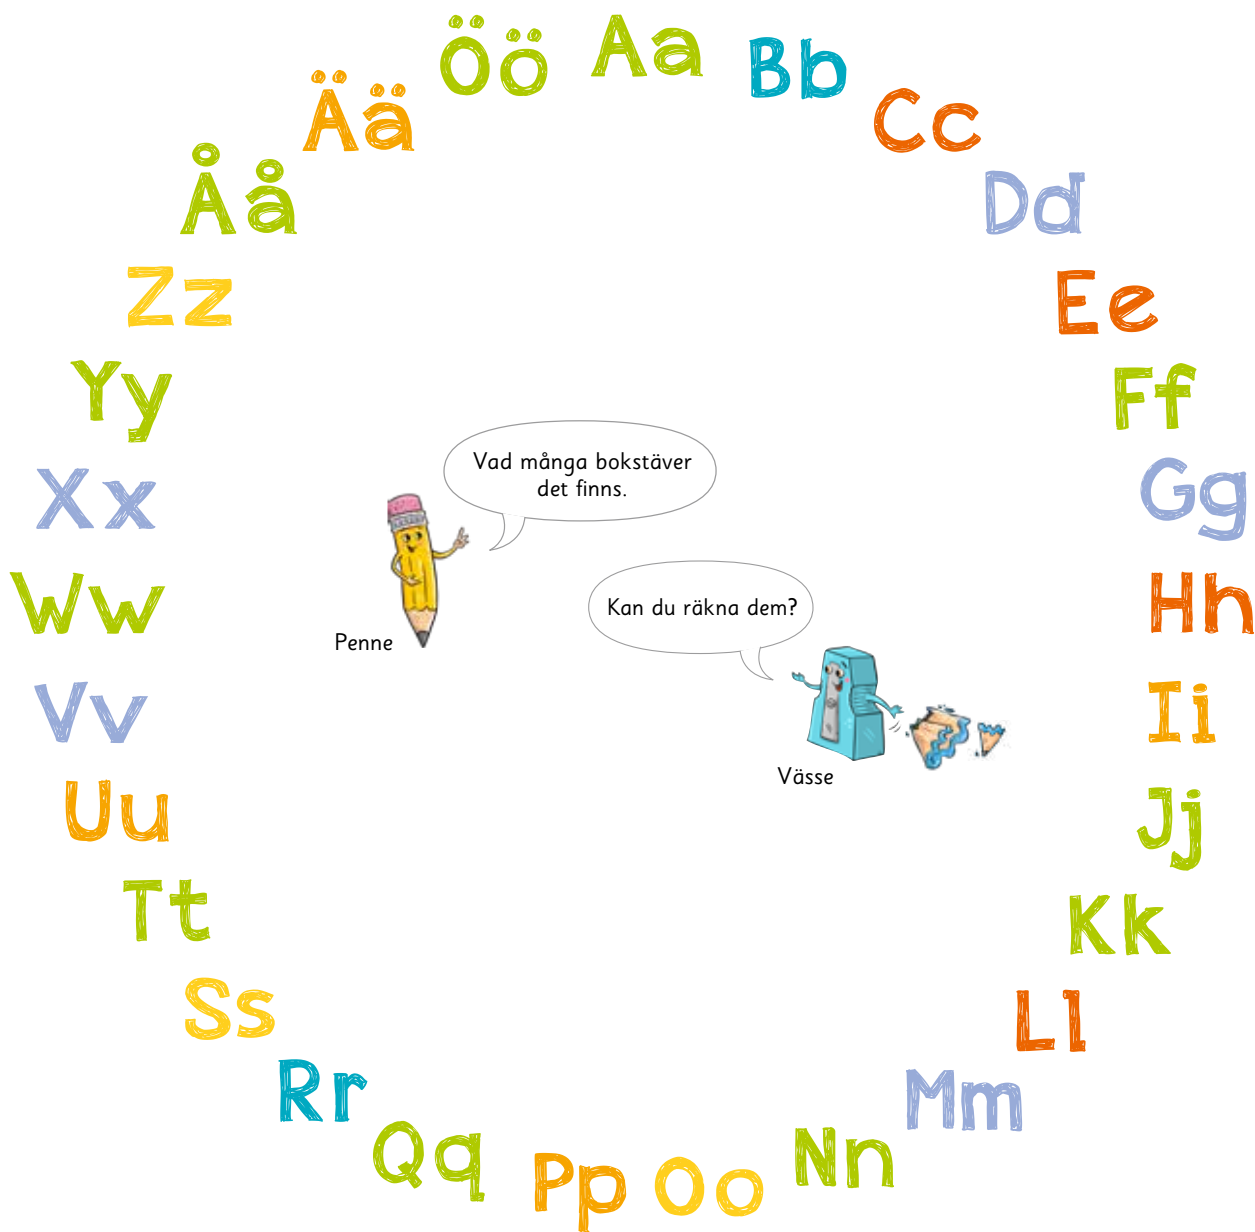 Aa
Bb
Cc
Dd
Ee
Ff
Gg
Hh
Ii
Jj
Kk
Ll
Mm
Nn
Oo
Pp
Qq
Rr
Ss
Tt
Uu
Vv
Ww
Xx
Yy
Zz
Åå
Ää
Öö
Vad många bokstäver
det finns.
Penne
Kan du räkna dem?
Vässe